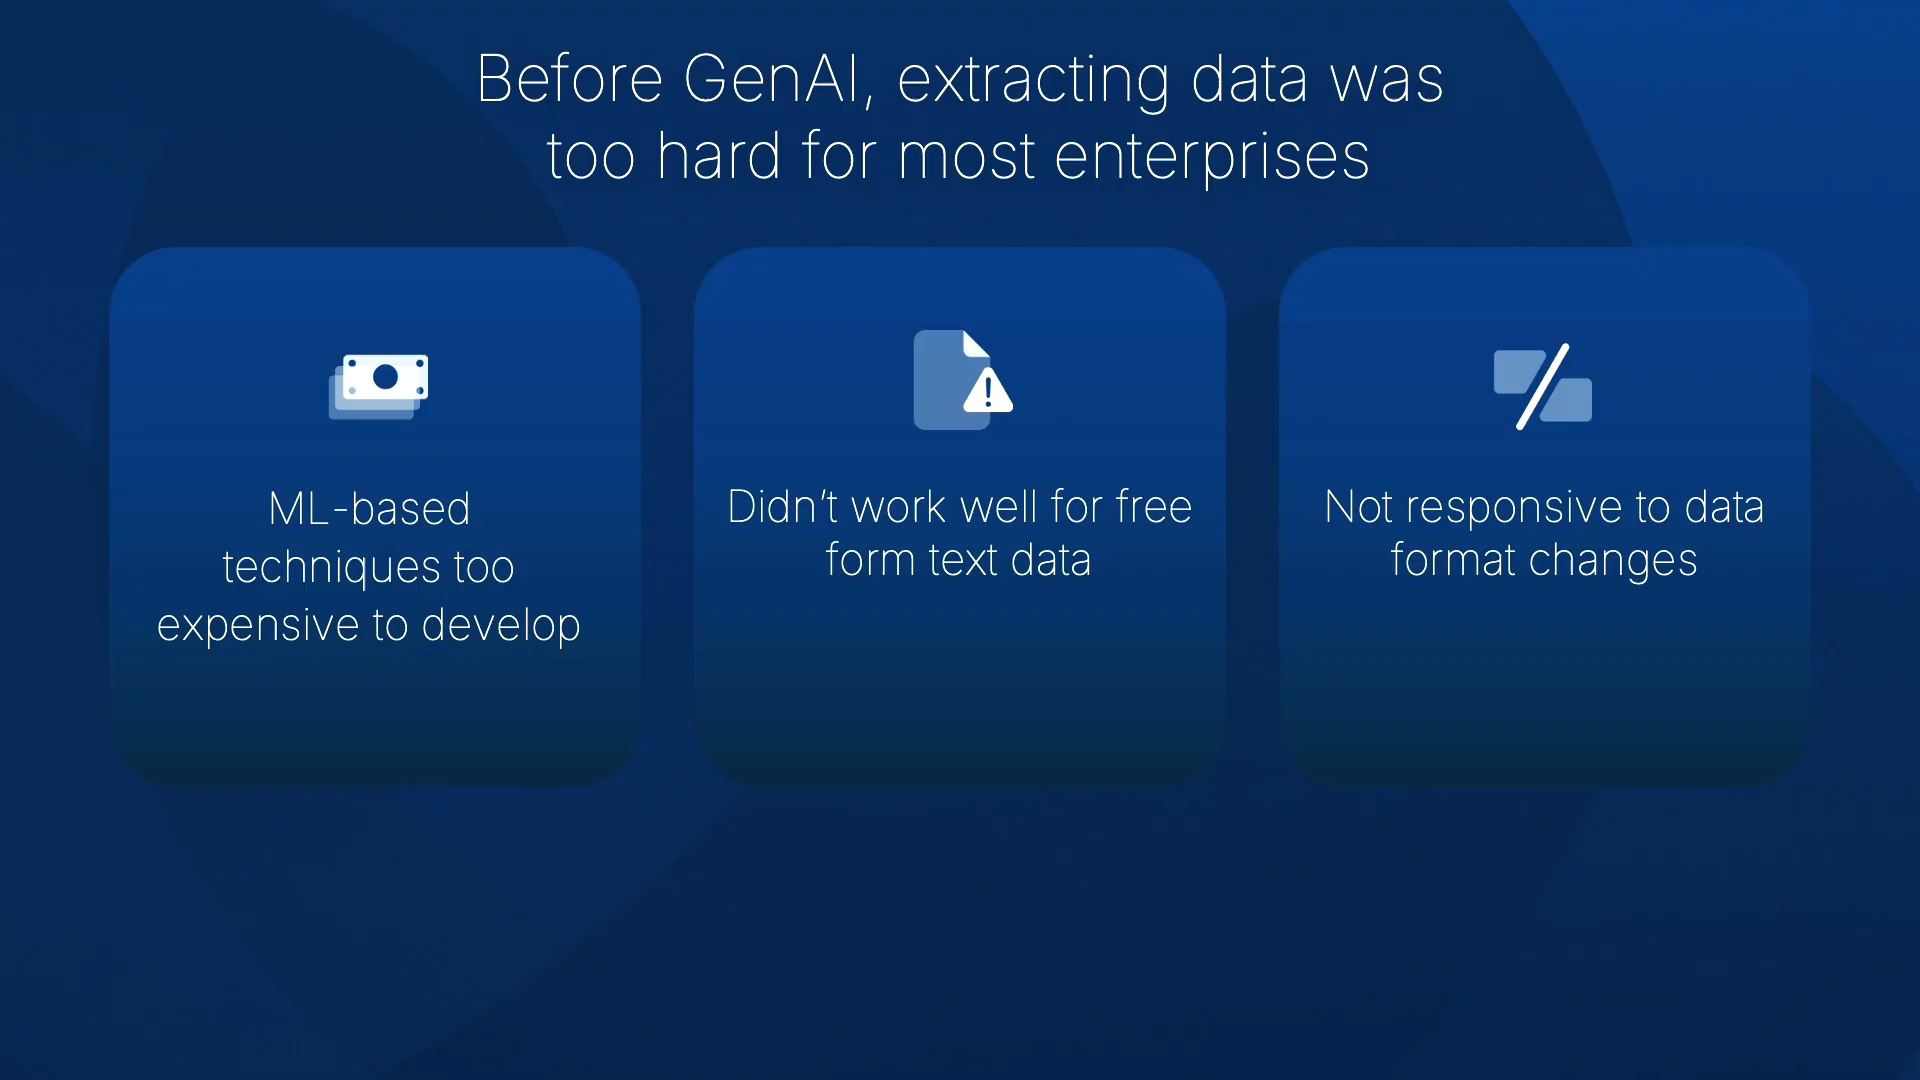 Before GenAI, extracting data was
too hard for most enterprises
ML-based
techniques too
expensive to develop
Didn’t work well for free
form text data
Not responsive to data
format changes